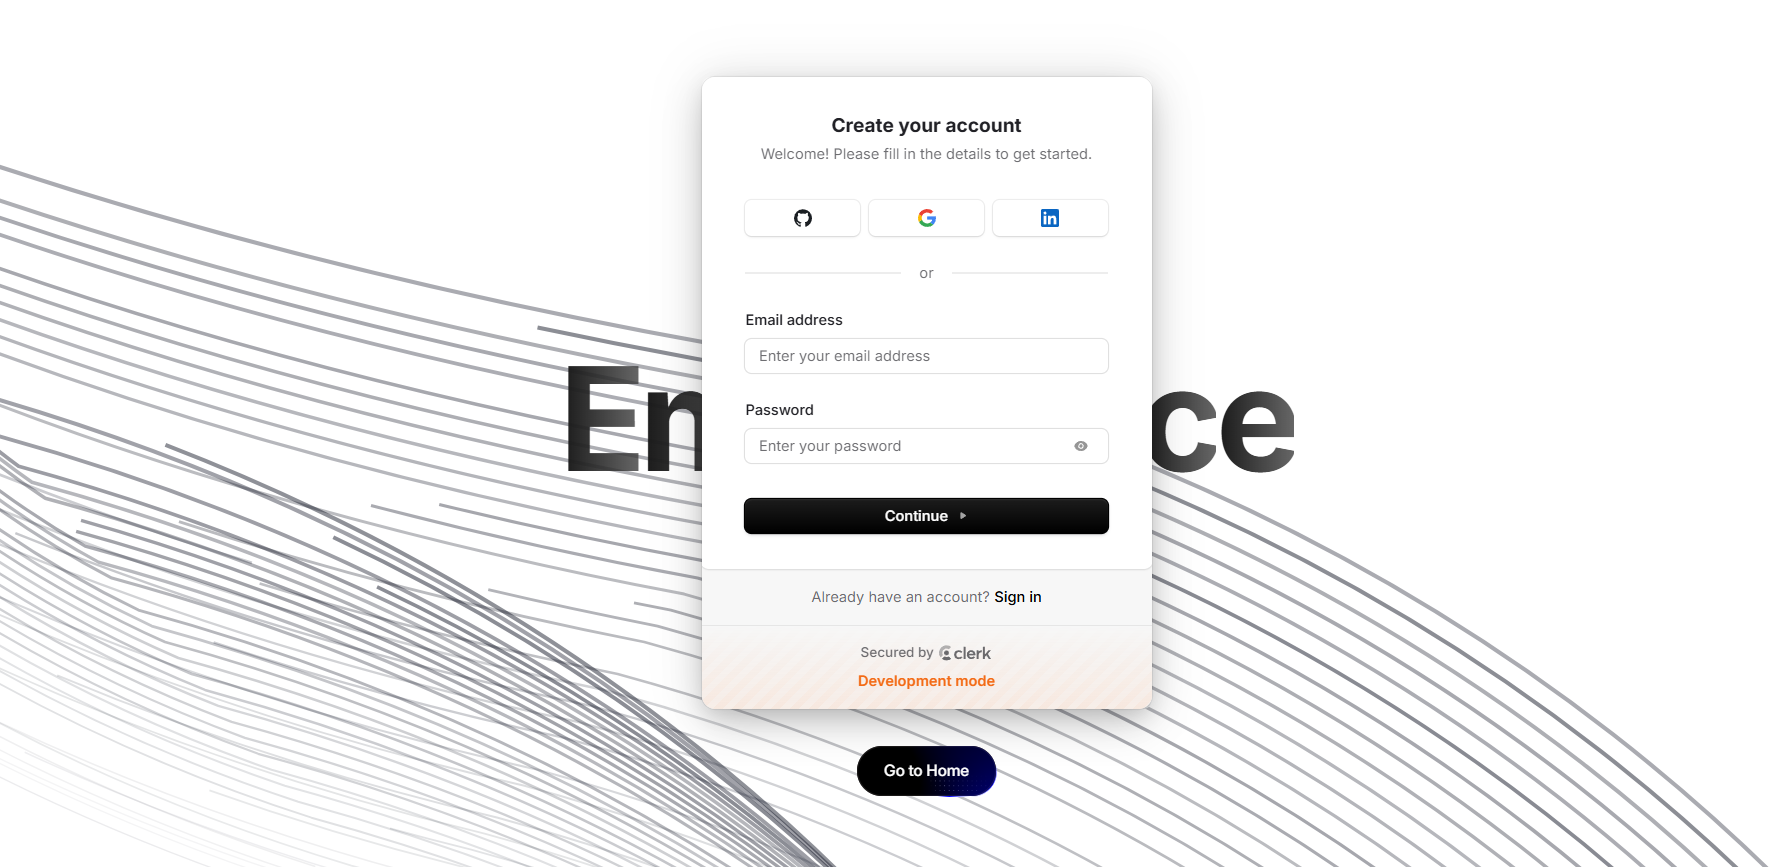 Create your account
Welcome! Please fill in the details to get started.
or
Email address
Enter your email address
Password
Enter your password
Continue
Already have an account? Sign in
Secured by clerk
Development mode
Go to Home